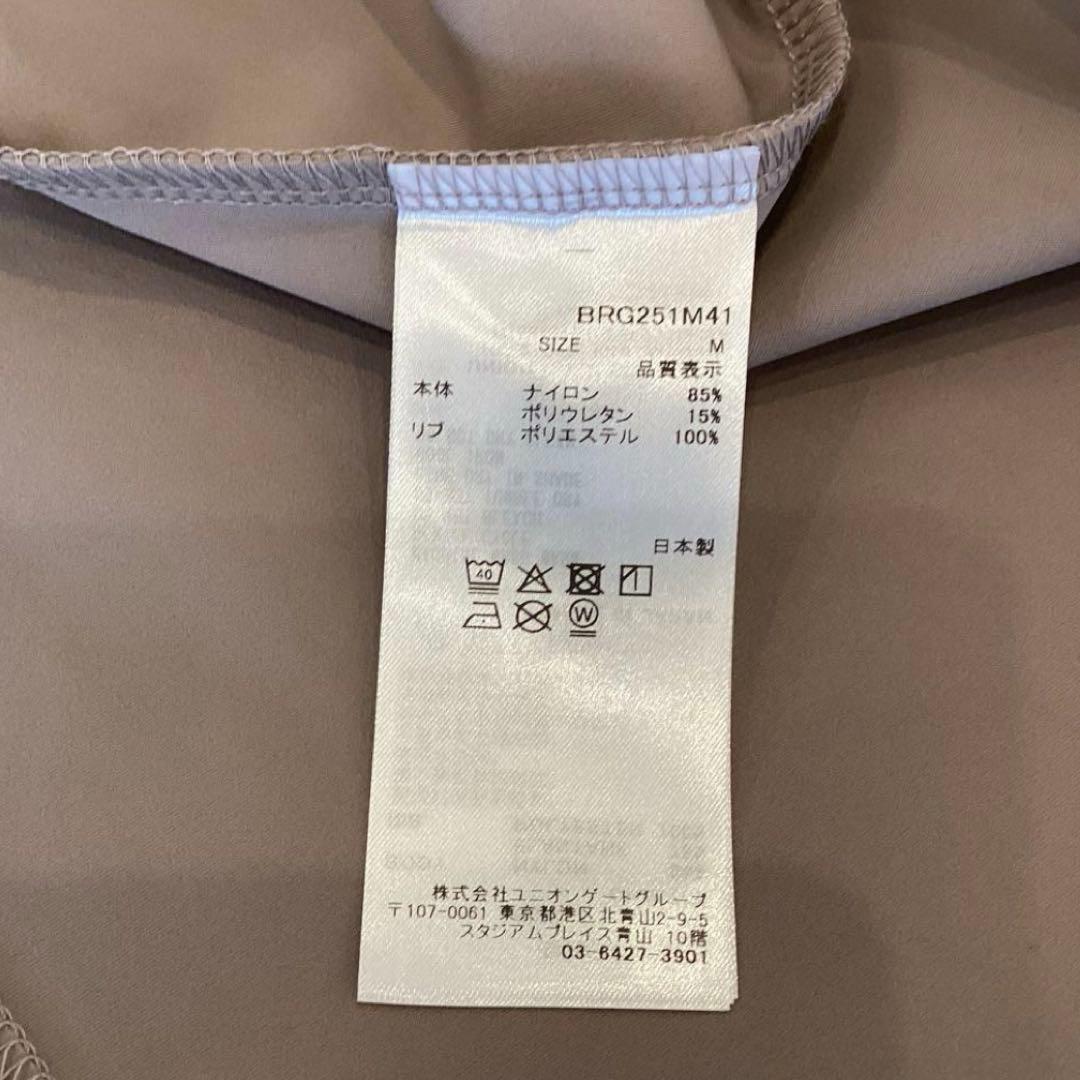 BRG251M41
SIZE M
品質表示
本体 ナイロン 85%
ポリウレタン 15%
リブ ポリエステル 100%
日本製
40
W
株式会社ユニオンゲートグループ
〒107-0061 東京都港区北青山2-9-5
スタジアムプレイス青山 10階
03-6427-3901